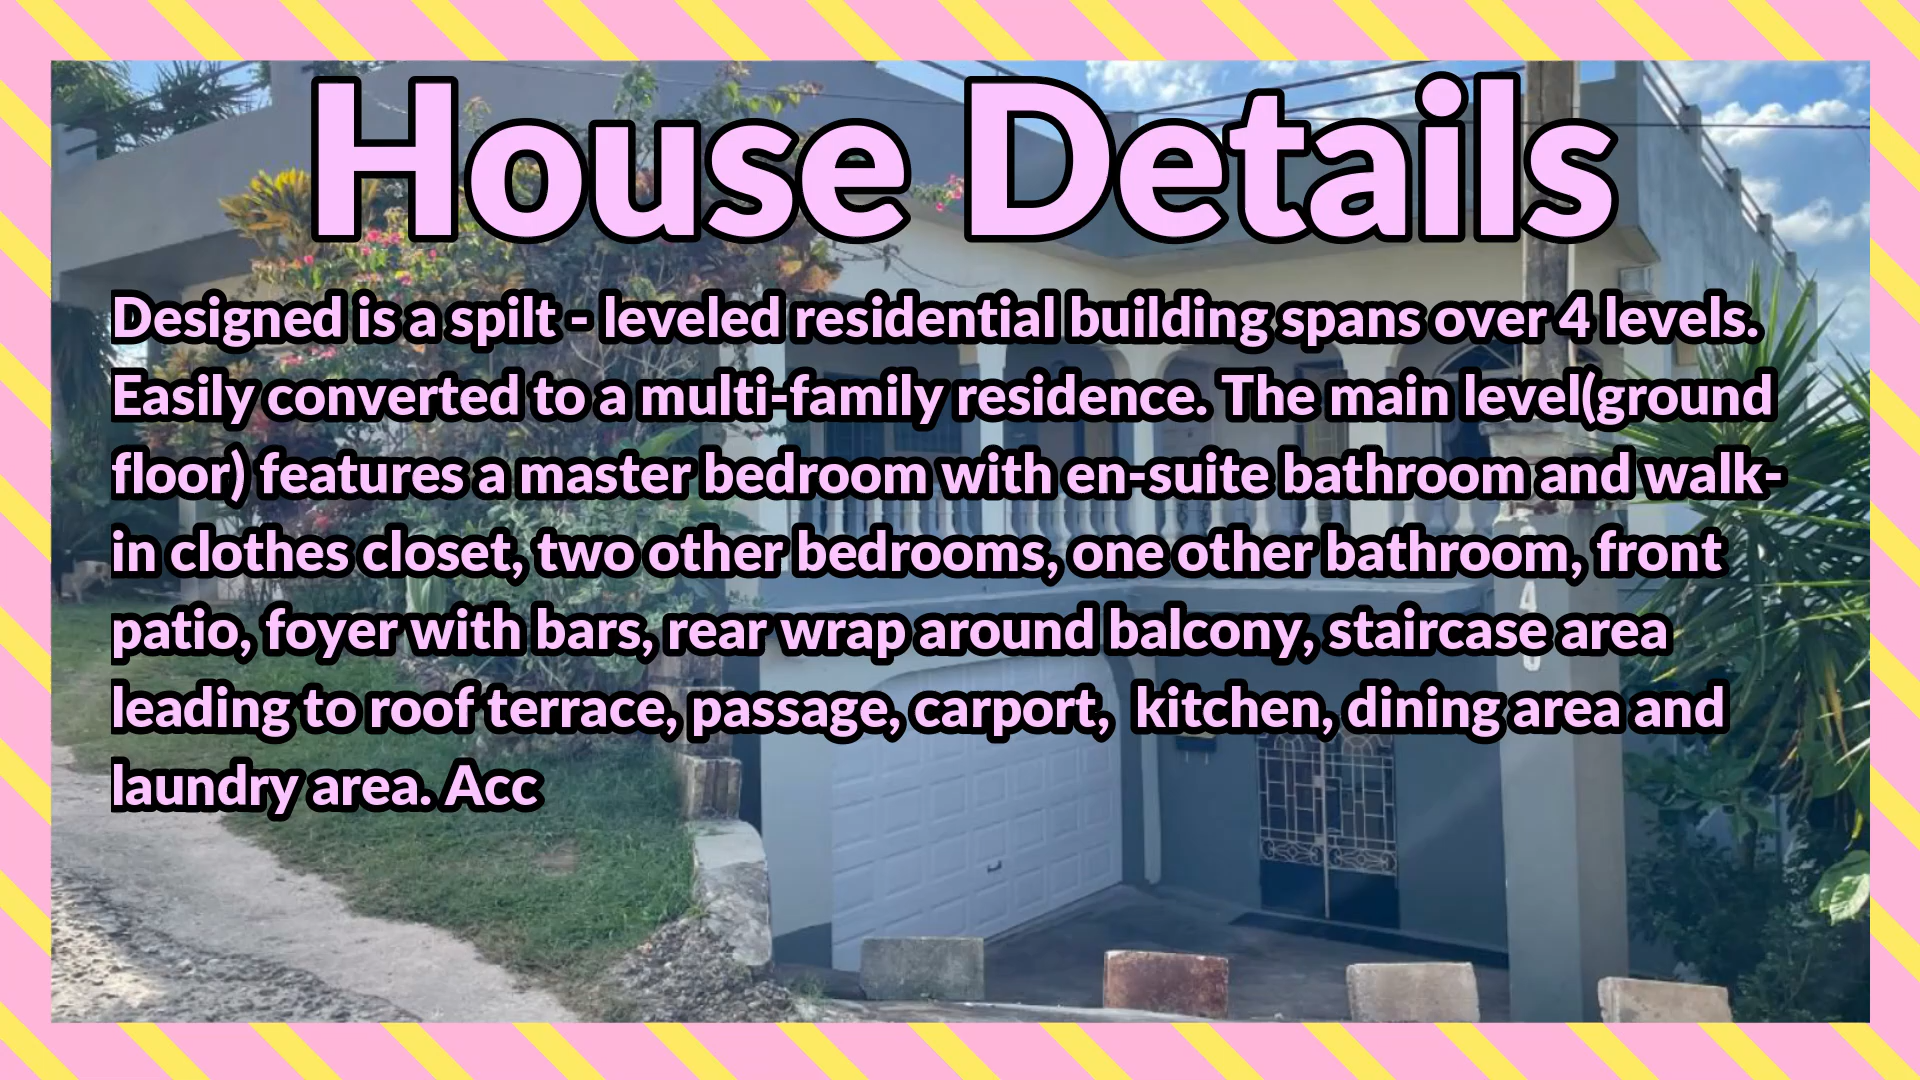 House Details
Designed is a spilt - leveled residential building spans over 4 levels.
Easily converted to a multi-family residence. The main level(ground
floor) features a master bedroom with en-suite bathroom and walk-
in clothes closet, two other bedrooms, one other bathroom, front
patio, foyer with bars, rear wrap around balcony, staircase area
leading to roof terrace, passage, carport,  kitchen, dining area and
laundry area. Acc